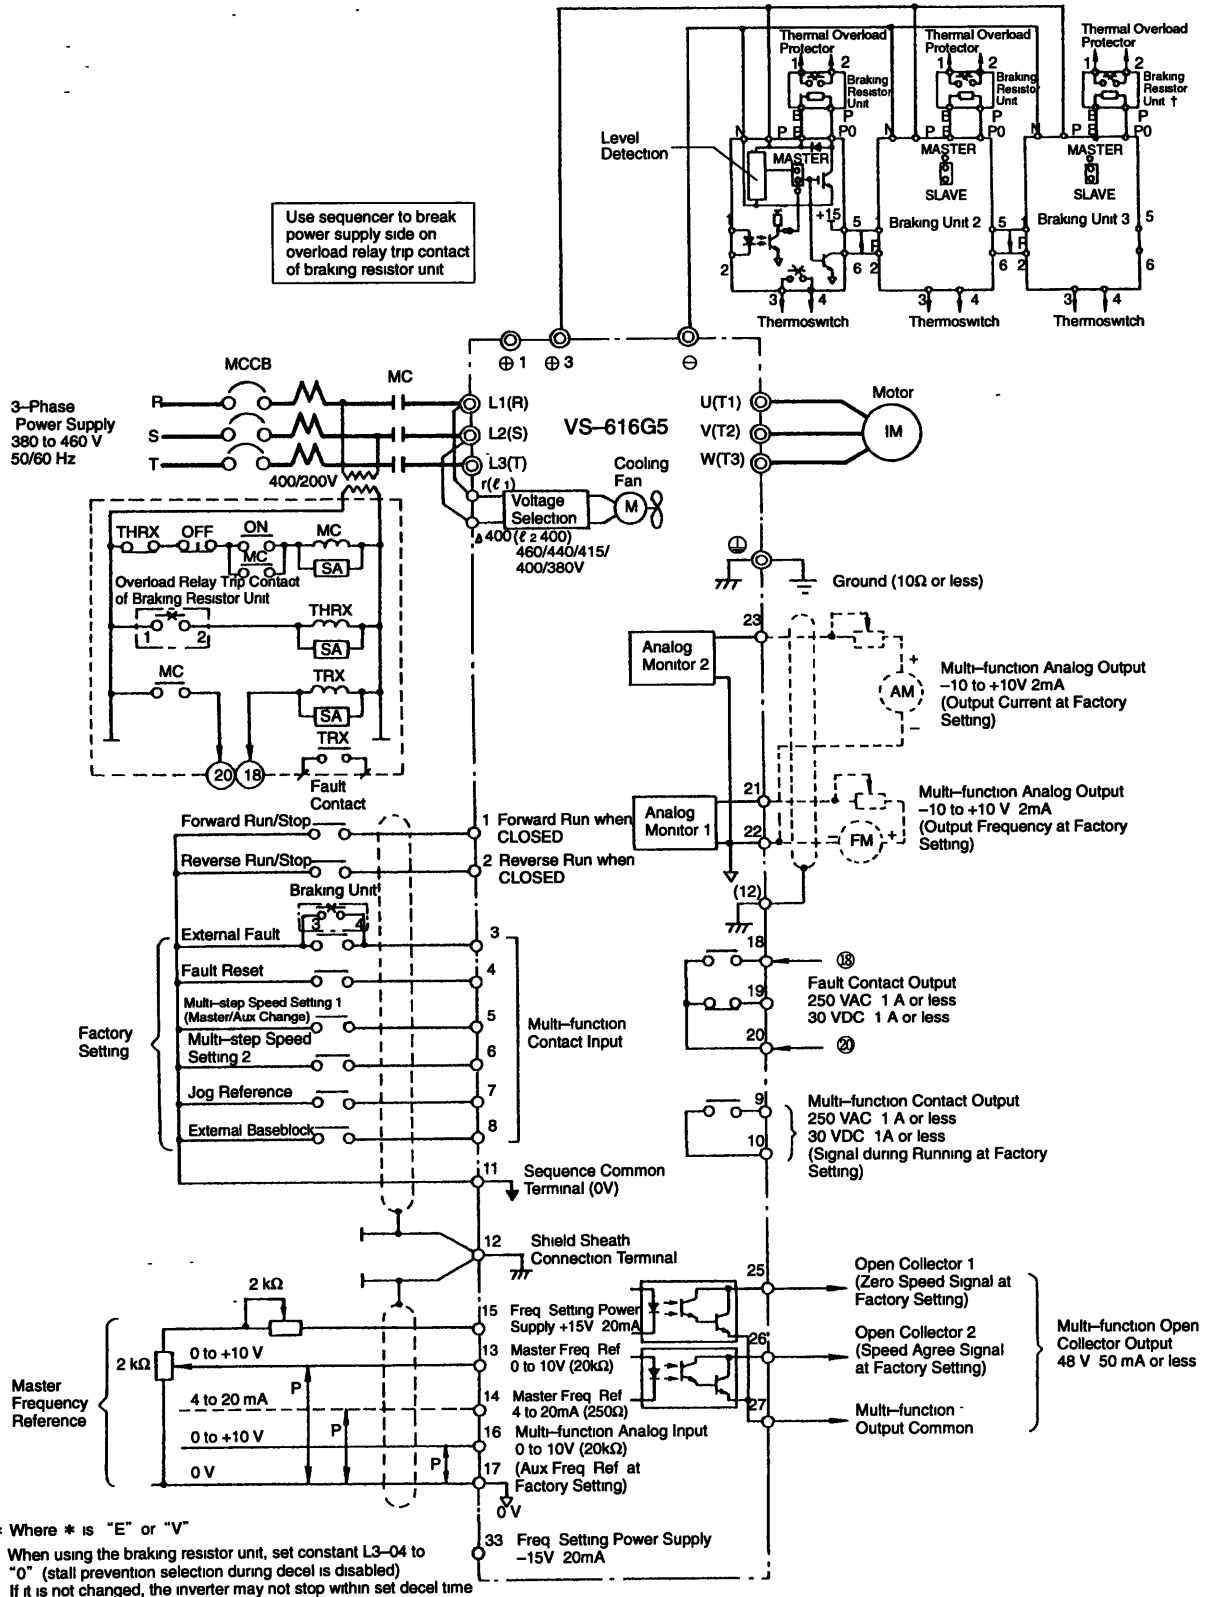 Thermal Overload
Protector
Thermal Overload
Protector
Thermal Overload
Protector
1 2
1 2
1 2
Braking
Resistor
Unit
Braking
Resistor
Unit
Braking
Resistor
Unit †
B P
B P
B P
N P B P0
P B P0
N P B P0
Level
Detection
MASTER
MASTER
SLAVE
MASTER
SLAVE
+15
Braking Unit 2
Braking Unit 3
1 5 5 1 5
2 6 P 2 6 P 2 6
3 4
3 4
3 4
Thermoswitch
Thermoswitch
Thermoswitch
Use sequencer to break
power supply side on
overload relay trip contact
of braking resistor unit
⊕ 1
⊕ 3
⊖
MCCB
MC
3–Phase
Power Supply
380 to 460 V
50/60 Hz
R
S
T
L1(R)
L2(S)
L3(T)
VS–616G5
U(T1)
V(T2)
W(T3)
Motor
IM
400/200V
r(ℓ 1)
Voltage
Selection
Cooling
Fan
M
Δ 400 (ℓ 2 400)
460/440/415/
400/380V
THRX OFF ON MC
MC
SA
Overload Relay Trip Contact
of Braking Resistor Unit
1 2
THRX
SA
MC
TRX
SA
TRX
20 18
Fault
Contact
Ground (10Ω or less)
23
Analog
Monitor 2
AM
+
–
Multi–function Analog Output
–10 to +10V 2mA
(Output Current at Factory
Setting)
21
Analog
Monitor 1
22
FM
– +
Multi–function Analog Output
–10 to +10 V 2mA
(Output Frequency at Factory
Setting)
(12)
Forward Run/Stop
1 Forward Run when
CLOSED
Reverse Run/Stop
2 Reverse Run when
CLOSED
Braking Unit
3 4
External Fault
3
Fault Reset
4
Multi–step Speed Setting 1
(Master/Aux Change)
5
Multi–step Speed
Setting 2
6
Jog Reference
7
External Baseblock
8
Factory
Setting
Multi–function
Contact Input
18
⑱
19
20
⑳
Fault Contact Output
250 VAC 1 A or less
30 VDC 1 A or less
9
10
Multi–function Contact Output
250 VAC 1 A or less
30 VDC 1A or less
(Signal during Running at Factory
Setting)
11
Sequence Common
Terminal (0V)
12
Shield Sheath
Connection Terminal
2 kΩ
15 Freq Setting Power
Supply +15V 20mA
2 kΩ
0 to +10 V
13 Master Freq Ref
0 to 10V (20kΩ)
P
4 to 20 mA
14 Master Freq Ref
4 to 20mA (250Ω)
P
0 to +10 V
16 Multi–function Analog Input
0 to 10V (20kΩ)
P
0 V
17 (Aux Freq Ref at
Factory Setting)
0 V
Master
Frequency
Reference
25
Open Collector 1
(Zero Speed Signal at
Factory Setting)
26
Open Collector 2
(Speed Agree Signal
at Factory Setting)
27
Multi–function
Output Common
Multi–function Open
Collector Output
48 V 50 mA or less
33 Freq Setting Power Supply
–15V 20mA
Where * is “E” or “V”
When using the braking resistor unit, set constant L3–04 to
“0” (stall prevention selection during decel is disabled)
If it is not changed, the inverter may not stop within set decel time